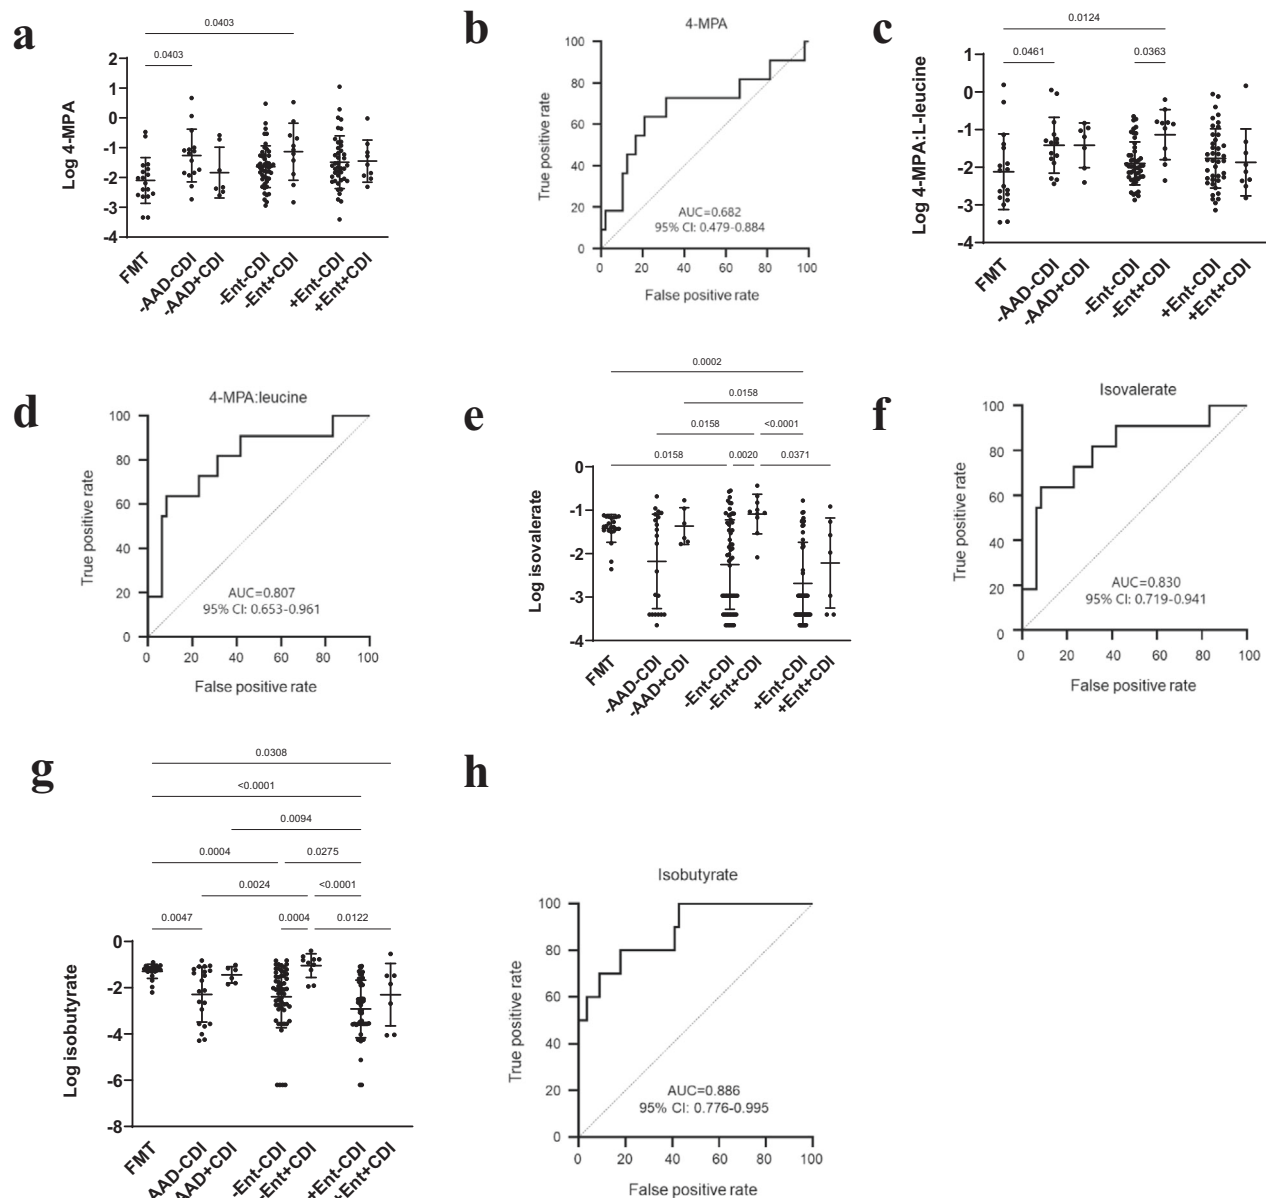 a
0.0403
0.0403
Log 4-MPA
2
1
0
-1
-2
-3
-4
FMT
-AAD-CDI
-AAD+CDI
-Ent-CDI
-Ent+CDI
+Ent-CDI
+Ent+CDI
b
4-MPA
True positive rate
100
80
60
40
20
0
AUC=0.682
95% CI: 0.479-0.884
0
20
40
60
80
100
False positive rate
c
0.0124
0.0461
0.0363
Log 4-MPA:L-leucine
1
0
-1
-2
-3
-4
FMT
-AAD-CDI
-AAD+CDI
-Ent-CDI
-Ent+CDI
+Ent-CDI
+Ent+CDI
d
4-MPA:leucine
True positive rate
100
80
60
40
20
0
AUC=0.807
95% CI: 0.653-0.961
0
20
40
60
80
100
False positive rate
e
0.0002
0.0158
0.0158
<0.0001
0.0158
0.0020
0.0371
Log isovalerate
0
-1
-2
-3
-4
FMT
-AAD-CDI
-AAD+CDI
-Ent-CDI
-Ent+CDI
+Ent-CDI
+Ent+CDI
f
Isovalerate
True positive rate
100
80
60
40
20
0
AUC=0.830
95% CI: 0.719-0.941
0
20
40
60
80
100
False positive rate
g
0.0308
<0.0001
0.0094
0.0004
0.0275
0.0024
<0.0001
0.0047
0.0004
0.0122
Log isobutyrate
0
-2
-4
-6
-8
FMT
AAD-CDI
AAD+CDI
-Ent-CDI
-Ent+CDI
+Ent-CDI
+Ent+CDI
h
Isobutyrate
True positive rate
100
80
60
40
20
0
AUC=0.886
95% CI: 0.776-0.995
0
20
40
60
80
100
False positive rate